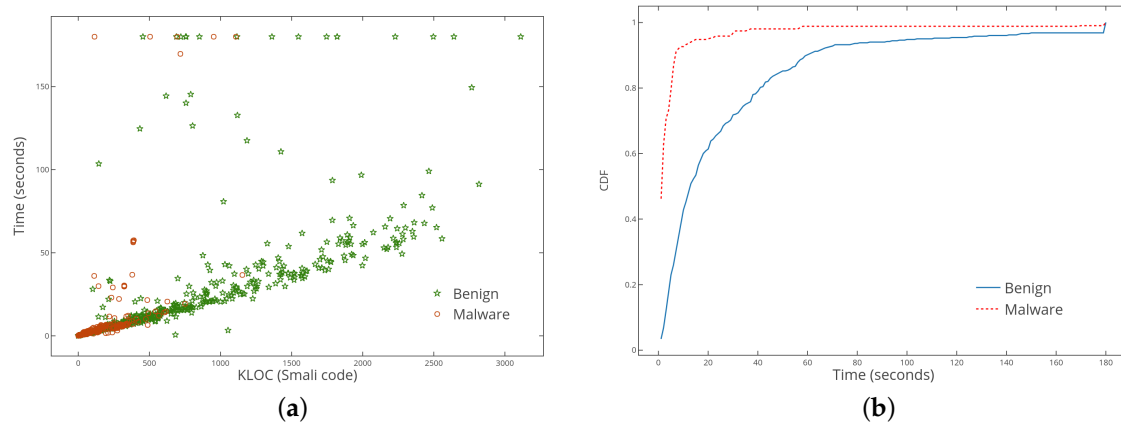 150
100
50
0
Time (seconds)
0
500
1000
1500
2000
2500
3000
KLOC (Smali code)
Benign
Malware
(a)
1
0.8
0.6
0.4
0.2
0
CDF
0
20
40
60
80
100
120
140
160
180
Time (seconds)
Benign
Malware
(b)